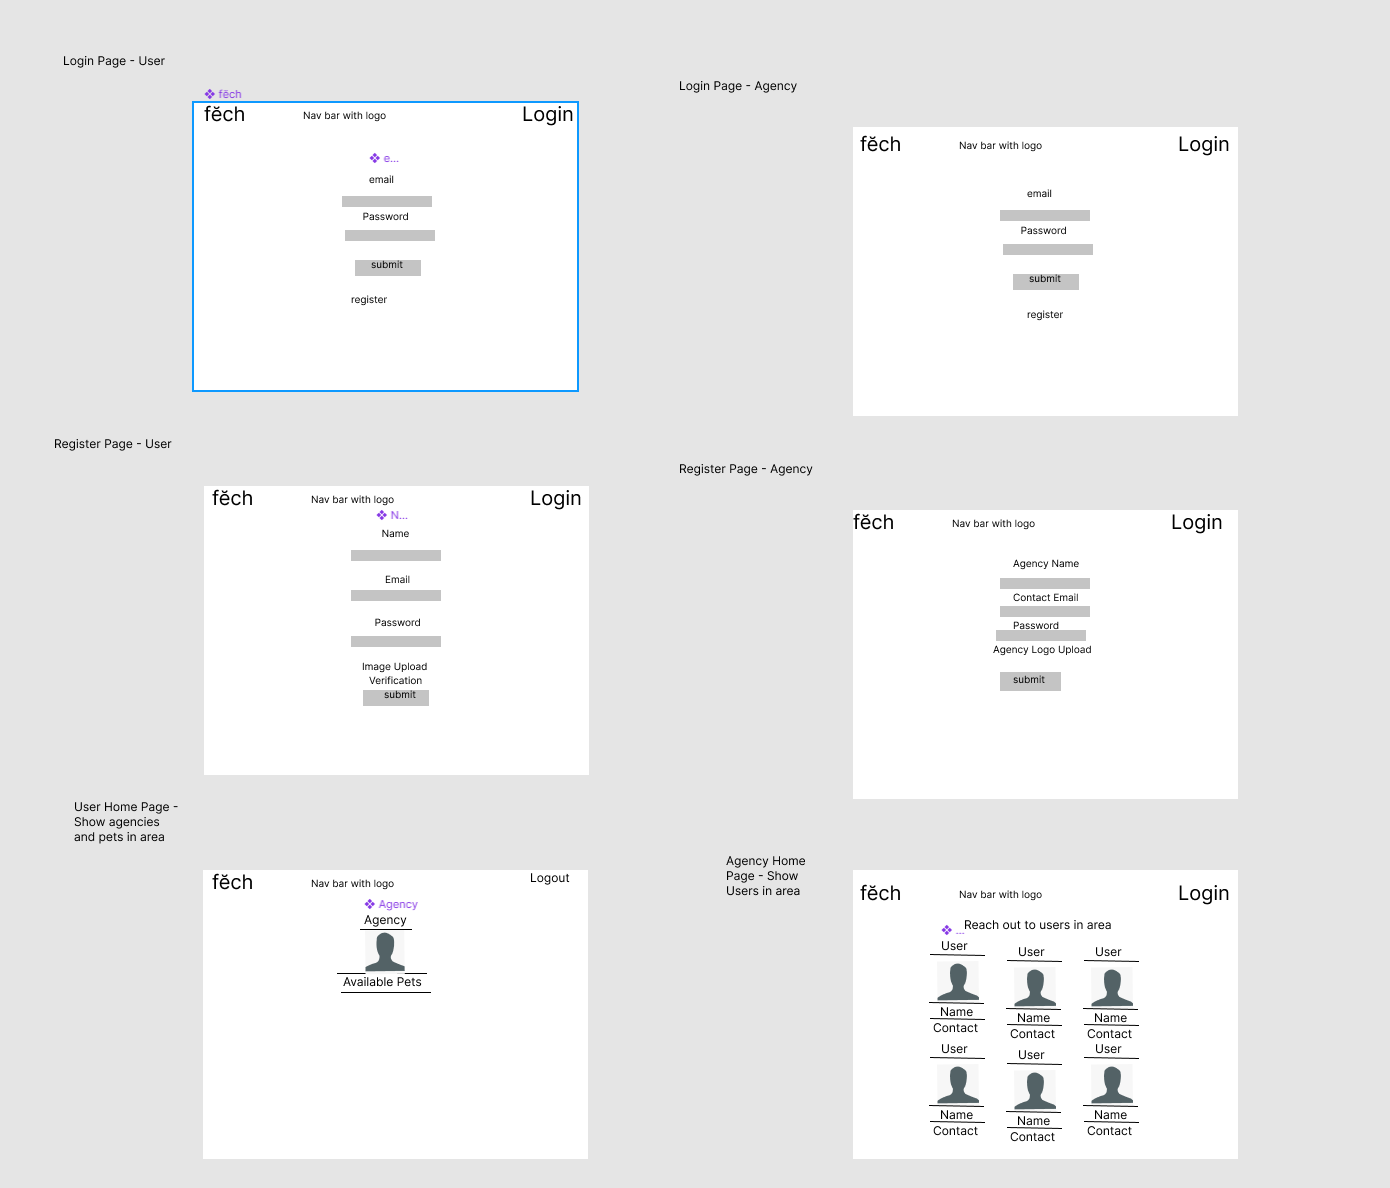 Login Page - User
fĕch
fĕch
Nav bar with logo
Login
e...
email
Password
submit
register
Login Page - Agency
fĕch
Nav bar with logo
Login
email
Password
submit
register
Register Page - User
fĕch
Nav bar with logo
Login
N...
Name
Email
Password
Image Upload
Verification
submit
Register Page - Agency
fĕch
Nav bar with logo
Login
Agency Name
Contact Email
Password
Agency Logo Upload
submit
User Home Page -
Show agencies
and pets in area
fĕch
Nav bar with logo
Logout
Agency
Agency
Available Pets
Agency Home
Page - Show
Users in area
fĕch
Nav bar with logo
Login
Reach out to users in area
...
User User User
Name Name Name
Contact Contact Contact
User User User
Name Name Name
Contact Contact Contact